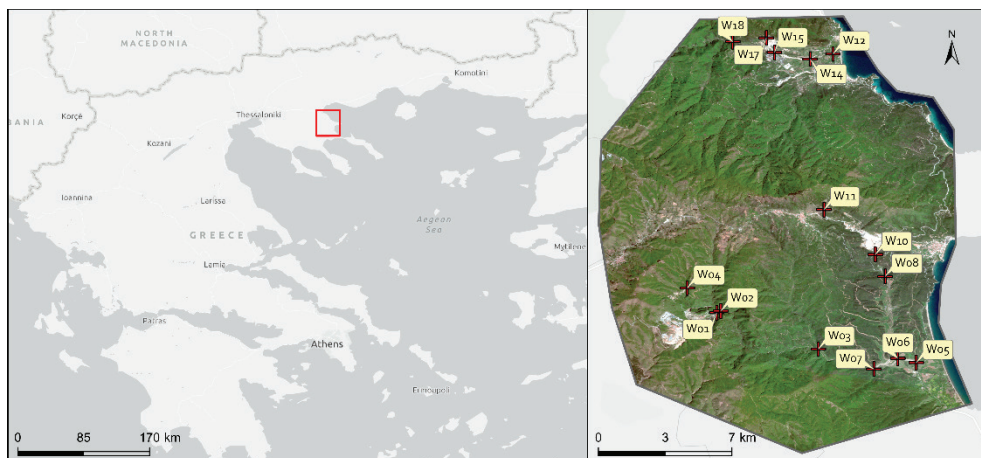 NORTH
MACEDONIA
Komotini
Korçë
BANIA
Thessaloniki
Kozani
Ioannina
Larissa
GREECE
Aegean
Sea
Mytilene
Lamia
Patras
Athens
Ermoupoli
0 85 170 km
W18
W15
W12
W17
W14
N
W11
W10
W08
W04
W02
W01
W03
W06
W05
W07
0 3 7 km